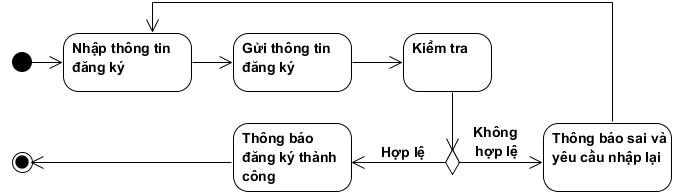 Nhập thông tin
đăng ký
Gửi thông tin
đăng ký
Kiểm tra
Thông báo
đăng ký thành
công
Hợp lệ
Không
hợp lệ
Thông báo sai và
yêu cầu nhập lại